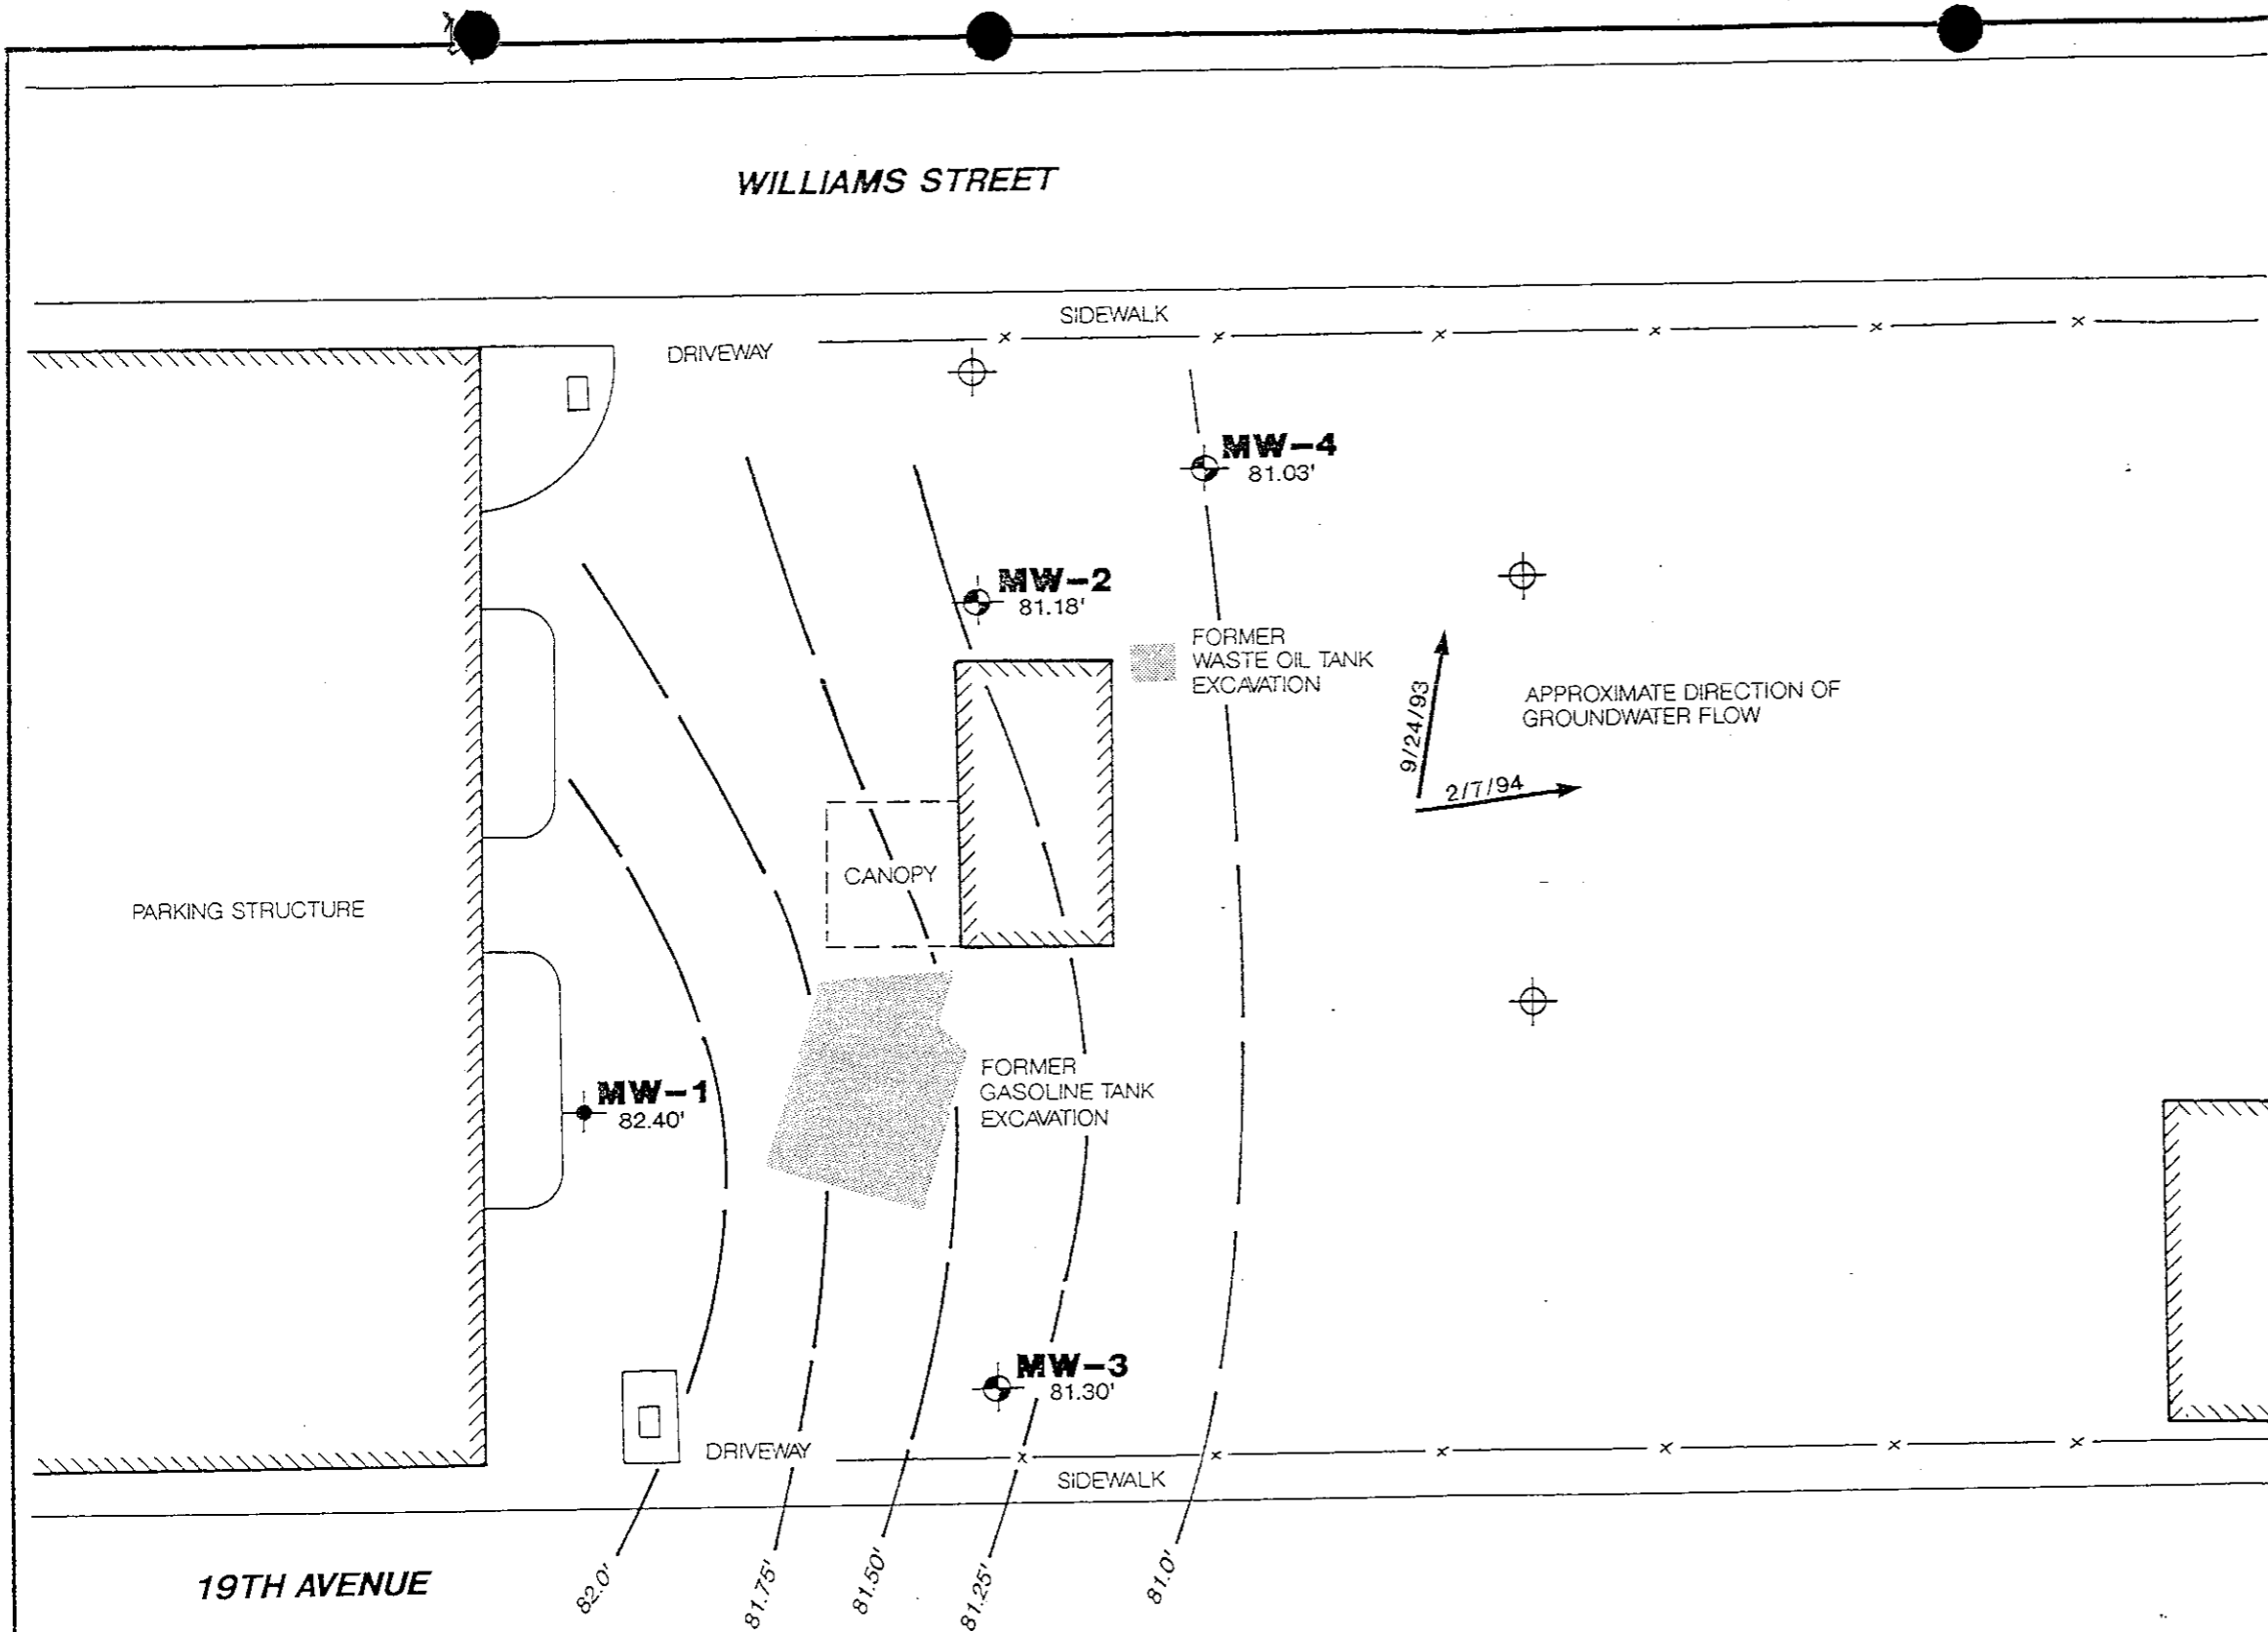 WILLIAMS STREET
SIDEWALK
DRIVEWAY
MW-4
81.03'
MW-2
81.18'
FORMER
WASTE OIL TANK
EXCAVATION
9/24/93
APPROXIMATE DIRECTION OF
GROUNDWATER FLOW
2/7/94
CANOPY
PARKING STRUCTURE
FORMER
GASOLINE TANK
EXCAVATION
MW-1
82.40'
MW-3
81.30'
DRIVEWAY
SIDEWALK
19TH AVENUE
82.0'
81.75'
81.50'
81.25'
81.0'